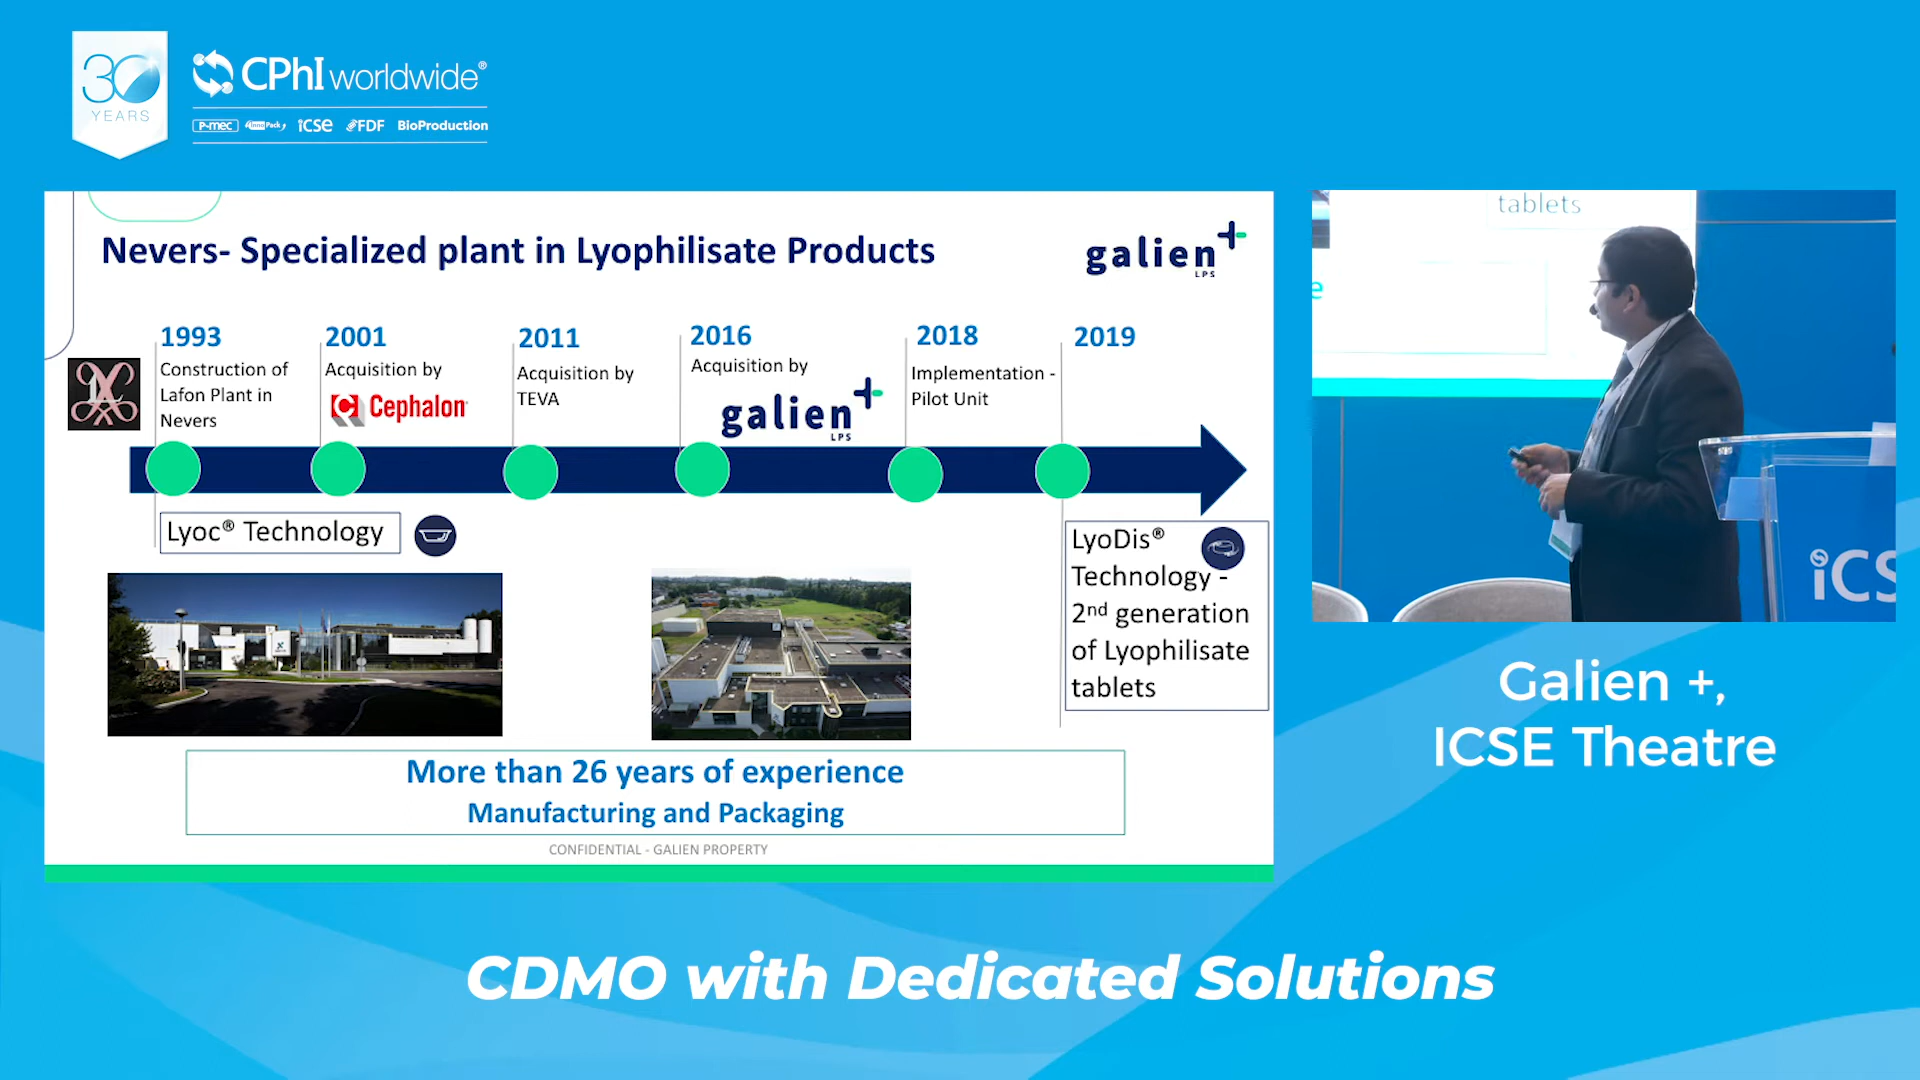 30
YEARS
CPhI worldwide®
P-mec InnoPack iCSE FDF BioProduction
Nevers- Specialized plant in Lyophilisate Products
galien+
LPS
1993
Construction of
Lafon Plant in
Nevers
2001
Acquisition by
Cephalon
2011
Acquisition by
TEVA
2016
Acquisition by
galien+
LPS
2018
Implementation -
Pilot Unit
2019
Lyoc® Technology
LyoDis®
Technology -
2nd generation
of Lyophilisate
tablets
More than 26 years of experience
Manufacturing and Packaging
CONFIDENTIAL - GALIEN PROPERTY
tablets
e
iCS
Galien +,
ICSE Theatre
CDMO with Dedicated Solutions